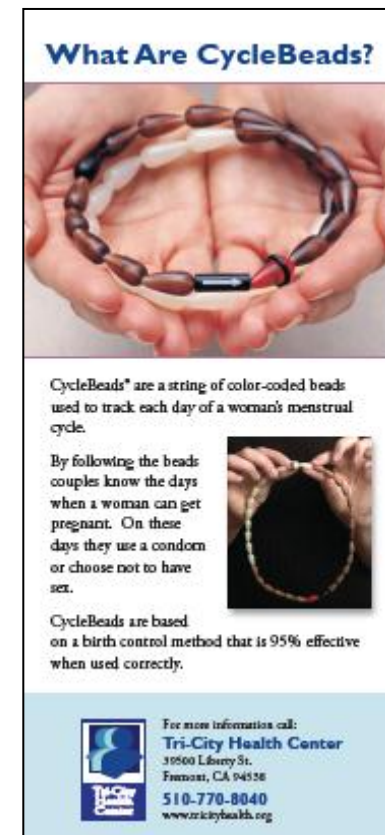 What Are CycleBeads?
CycleBeads® are a string of color-coded beads
used to track each day of a woman's menstrual
cycle.
By following the beads
couples know the days
when a woman can get
pregnant. On these
days they use a condom
or choose not to have
sex.
CycleBeads are based
on a birth control method that is 95% effective
when used correctly.
Tri-City
Health
Center
For more information call:
Tri-City Health Center
39500 Liberty St.
Fremont, CA 94538
510-770-8040
www.tricityhealth.org